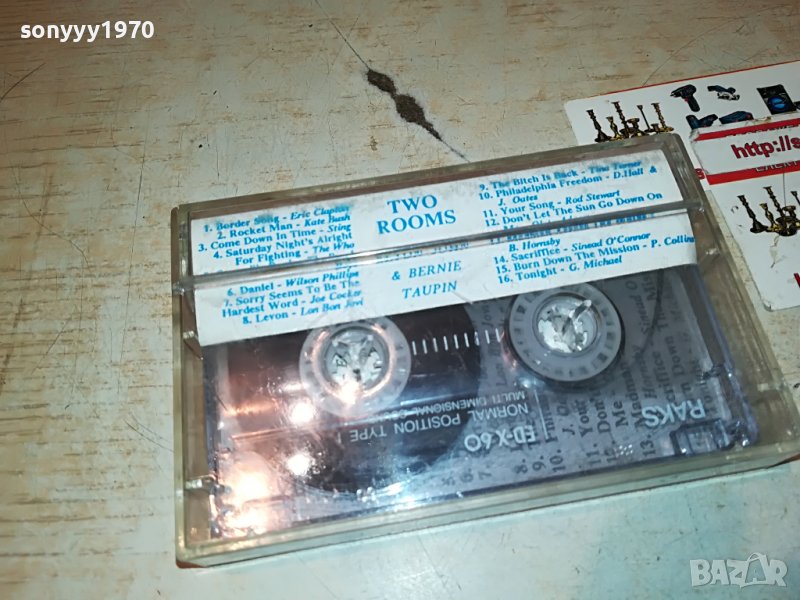 sonyyy1970
1. Border Song - Eric Clapton
2. Rocket Man - Kate Bush
3. Come Down In Time - Sting
4. Saturday Night's Alright
For Fighting - The Who
6. Daniel - Wilson Phillips
7. Sorry Seems To Be The
Hardest Word - Joe Cocker
8. Levon - Lon Bon Jovi
TWO
ROOMS
& BERNIE
TAUPIN
9. The Bitch Is Back - Tina Turner
10. Philadelphia Freedom - D.Hall &
J. Oates
11. Your Song - Rod Stewart
12. Don't Let The Sun Go Down On
B. Hornsby
14. Sacriffice - Sinead O'Connor
15. Burn Down The Mission - P. Collins
16. Tonight - G. Michael
RAKS
ED-X 60
NORMAL POSITION TYPE I
MULTI DIMENSIONAL
http://s
BAZAR